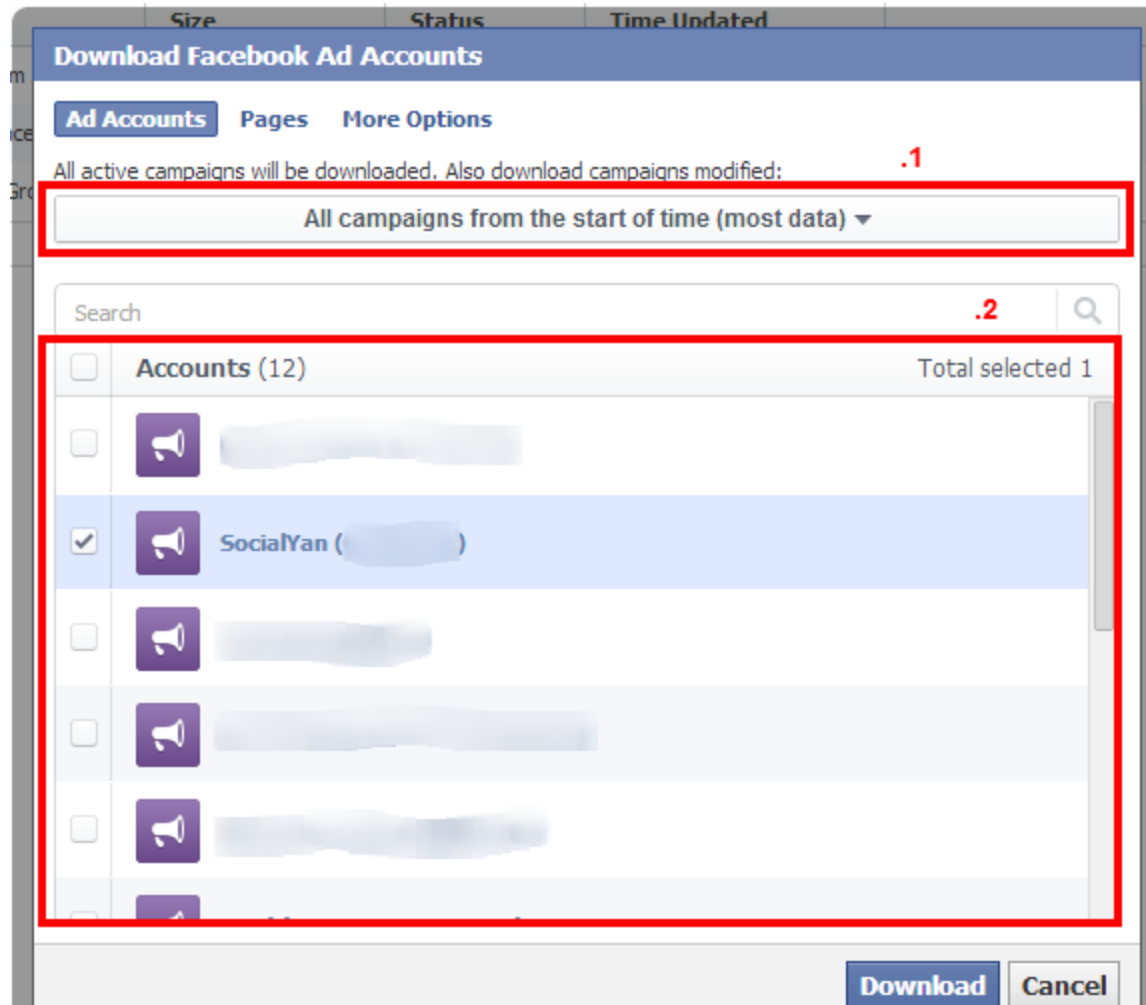 Size Status Time Updated
Download Facebook Ad Accounts
m
Ad Accounts Pages More Options
ce
All active campaigns will be downloaded. Also download campaigns modified: .1
Gro
All campaigns from the start of time (most data)
Search .2
Accounts (12) Total selected 1
SocialYan ( )
Download Cancel